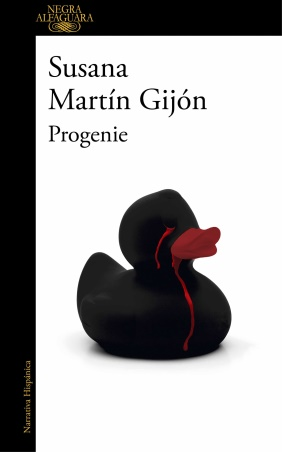 NEGRA
ALFAGUARA
Susana
Martín Gijón
Progenie
Narrativa Hispánica